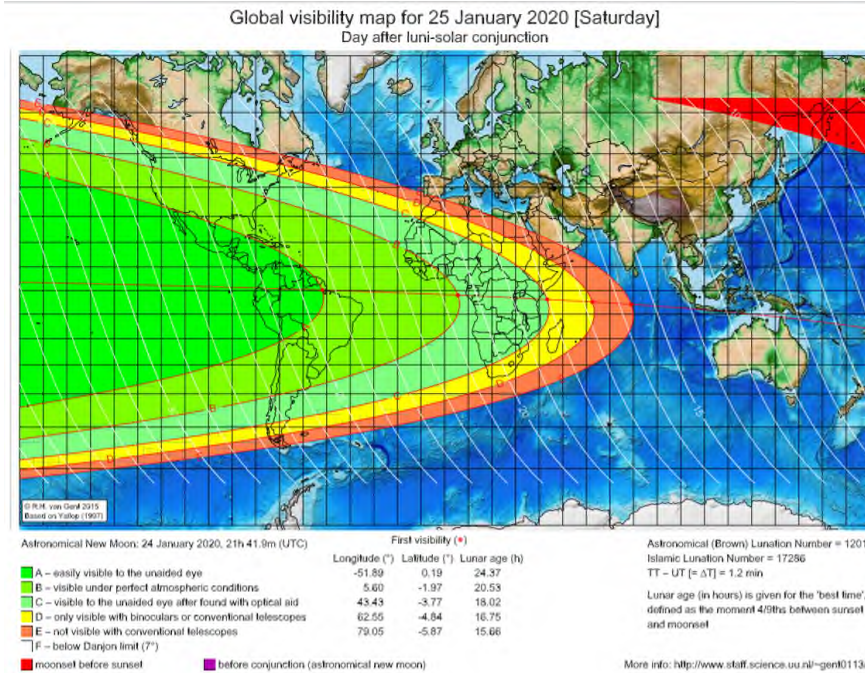 Global visibility map for 25 January 2020 [Saturday]
Day after luni-solar conjunction
© R.H. van Gent 2015
Based on Yallop (1997)
Astronomical New Moon: 24 January 2020, 21h 41.9m (UTC)
First visibility (•)
Longitude (°) Latitude (°) Lunar age (h)
A – easily visible to the unaided eye -51.89 0.19 24.37
B – visible under perfect atmospheric conditions 5.60 -1.97 20.53
C – visible to the unaided eye after found with optical aid 43.43 -3.77 18.02
D – only visible with binoculars or conventional telescopes 62.55 -4.84 16.75
E – not visible with conventional telescopes 79.05 -5.87 15.66
F – below Danjon limit (7°)
moonset before sunset
before conjunction (astronomical new moon)
Astronomical (Brown) Lunation Number = 1201
Islamic Lunation Number = 17286
TT – UT [= ΔT] = 1.2 min
Lunar age (in hours) is given for the 'best time',
defined as the moment 4/9ths between sunset
and moonset
More info: http://www.staff.science.uu.nl/~gent0113/